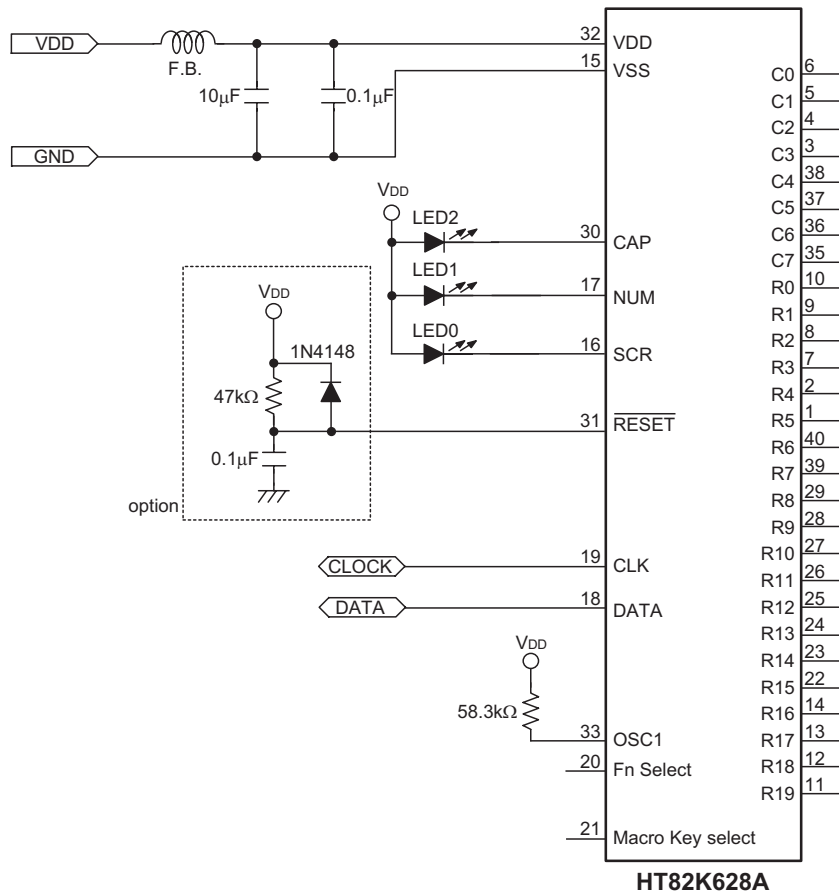 VDD
F.B.
10µF
0.1µF
GND
32
VDD
15
VSS
VDD
LED2
30
CAP
LED1
17
NUM
LED0
16
SCR
VDD
1N4148
47kΩ
31
RESET
0.1µF
option
CLOCK
19
CLK
DATA
18
DATA
VDD
58.3kΩ
33
OSC1
20
Fn Select
21
Macro Key select
C0 6
C1 5
C2 4
C3 3
C4 38
C5 37
C6 36
C7 35
R0 10
R1 9
R2 8
R3 7
R4 2
R5 1
R6 40
R7 39
R8 29
R9 28
R10 27
R11 26
R12 25
R13 24
R14 23
R15 22
R16 14
R17 13
R18 12
R19 11
HT82K628A